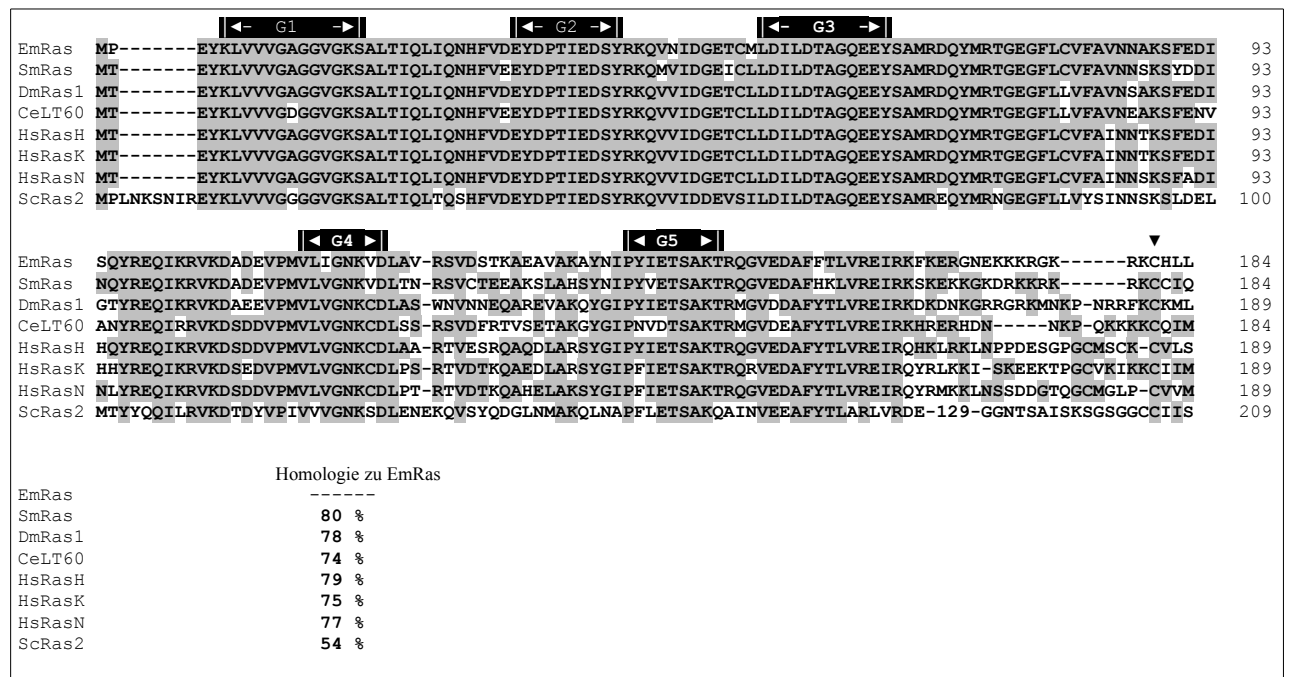 G1 G2 G3
EmRas MP-------EYKLVVVGAGGVGKSALTIQLIQNHFVDEYDPTIEDSYRKQVNIDGETCMLDILDTAGQEEYSAMRDQYMRTGEGFLCVFAVNNAKSFEDI 93
SmRas MT-------EYKLVVVGAGGVGKSALTIQLIQNHFVEEYDPTIEDSYRKQMVIDGEICLLDILDTAGQEEYSAMRDQYMRTGEGFLCVFAVNNSKSYDDI 93
DmRas1 MT-------EYKLVVVGAGGVGKSALTIQLIQNHFVDEYDPTIEDSYRKQVVIDGETCLLDILDTAGQEEYSAMRDQYMRTGEGFLLVFAVNSAKSFEDI 93
CeLT60 MT-------EYKLVVVGDGGVGKSALTIQLIQNHFVEEYDPTIEDSYRKQVVIDGETCLLDILDTAGQEEYSAMRDQYMRTGEGFLLVFAVNEAKSFENV 93
HsRasH MT-------EYKLVVVGAGGVGKSALTIQLIQNHFVDEYDPTIEDSYRKQVVIDGETCLLDILDTAGQEEYSAMRDQYMRTGEGFLCVFAINNTKSFEDI 93
HsRasK MT-------EYKLVVVGAGGVGKSALTIQLIQNHFVDEYDPTIEDSYRKQVVIDGETCLLDILDTAGQEEYSAMRDQYMRTGEGFLCVFAINNTKSFEDI 93
HsRasN MT-------EYKLVVVGAGGVGKSALTIQLIQNHFVDEYDPTIEDSYRKQVVIDGETCLLDILDTAGQEEYSAMRDQYMRTGEGFLCVFAINNSKSFADI 93
ScRas2 MPLNKSNIREYKLVVVGGGGVGKSALTIQLTQSHFVDEYDPTIEDSYRKQVVIDDEVSILDILDTAGQEEYSAMREQYMRNGEGFLLVYSINNSKSLDEL 100
G4 G5
EmRas SQYREQIKRVKDADEVPMVLIGNKVDLAV-RSVDSTKAEAVAKAYNIPYIETSAKTRQGVEDAFFTLVREIRKFKERGNEKKKRGK------RKCHLL 184
SmRas NQYREQIKRVKDADEVPMVLVGNKVDLTN-RSVCTEEAKSLAHSYNIPYVETSAKTRQGVEDAFHKLVREIRKSKEKKGKDRKKRK------RKCCIQ 184
DmRas1 GTYREQIKRVKDAEEVPMVLVGNKCDLAS-WNVNNEQAREVAKQYGIPYIETSAKTRMGVDDAFYTLVREIRKDKDNKGRRGRKMNKP-NRRFKCKML 189
CeLT60 ANYREQIRRVKDSDDVPMVLVGNKCDLSS-RSVDFRTVSETAKGYGIPNVDTSAKTRMGVDEAFYTLVREIRKHRERHDN-----NKP-QKKKKCQIM 184
HsRasH HQYREQIKRVKDSDDVPMVLVGNKCDLAA-RTVESRQAQDLARSYGIPYIETSAKTRQGVEDAFYTLVREIRQHKLRKLNPPDESGPGCMSCK-CVLS 189
HsRasK HHYREQIKRVKDSEDVPMVLVGNKCDLPS-RTVDTKQAEDLARSYGIPFIETSAKTRQRVEDAFYTLVREIRQYRLKKI-SKEEKTPGCVKIKKCIIM 189
HsRasN NLYREQIKRVKDSDDVPMVLVGNKCDLPT-RTVDTKQAHELAKSYGIPFIETSAKTRQGVEDAFYTLVREIRQYRMKKLNSSDDGTQGCMGLP-CVVM 189
ScRas2 MTYYQQILRVKDTDYVPIVVVGNKSDLENEKQVSYQDGLNMAKQLNAPFLETSAKQAINVEEAFYTLARLVRDE-129-GGNTSAISKSGSGGCCIIS 209
Homologie zu EmRas
EmRas ------
SmRas 80 %
DmRas1 78 %
CeLT60 74 %
HsRasH 79 %
HsRasK 75 %
HsRasN 77 %
ScRas2 54 %